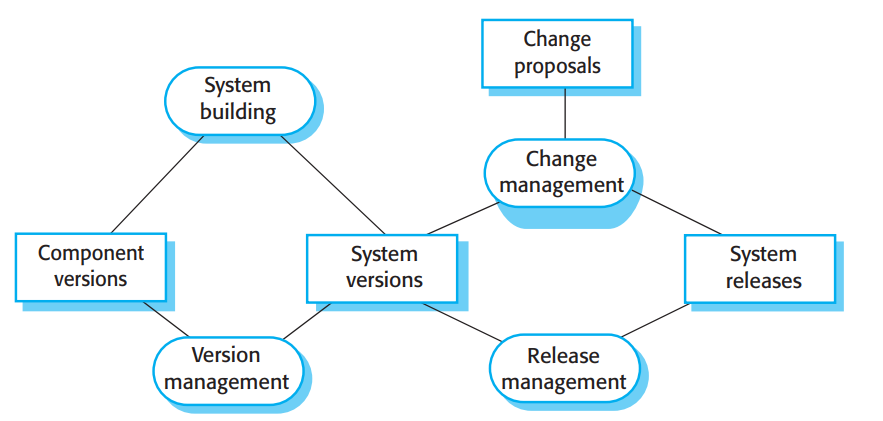 Change
proposals
System
building
Change
management
Component
versions
System
versions
System
releases
Version
management
Release
management